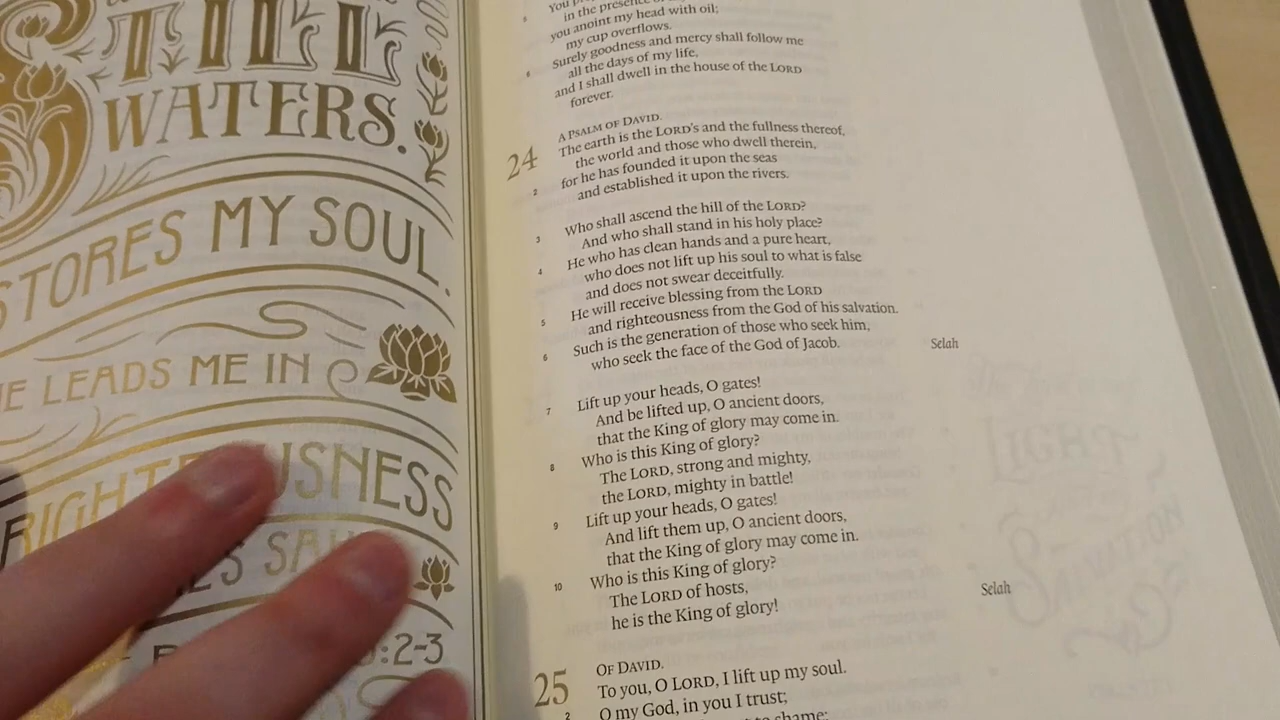 STILL
WATERS.
STORES MY SOUL.
HE LEADS ME IN
RIGHTEOUSNESS
:2-3
You
in the presence
5
you anoint my head with oil;
my cup overflows.
6
Surely goodness and mercy shall follow me
all the days of my life,
and I shall dwell in the house of the LORD
forever.
A PSALM OF DAVID.
24
The earth is the LORD's and the fullness thereof,
the world and those who dwell therein,
2
for he has founded it upon the seas
and established it upon the rivers.
3
Who shall ascend the hill of the LORD?
And who shall stand in his holy place?
4
He who has clean hands and a pure heart,
who does not lift up his soul to what is false
and does not swear deceitfully.
5
He will receive blessing from the LORD
and righteousness from the God of his salvation.
6
Such is the generation of those who seek him,
who seek the face of the God of Jacob. Selah
7
Lift up your heads, O gates!
And be lifted up, O ancient doors,
that the King of glory may come in.
8
Who is this King of glory?
The LORD, strong and mighty,
the LORD, mighty in battle!
9
Lift up your heads, O gates!
And lift them up, O ancient doors,
that the King of glory may come in.
10
Who is this King of glory?
The LORD of hosts,
he is the King of glory! Selah
OF DAVID.
25
To you, O LORD, I lift up my soul.
2
O my God, in you I trust;
to shame;